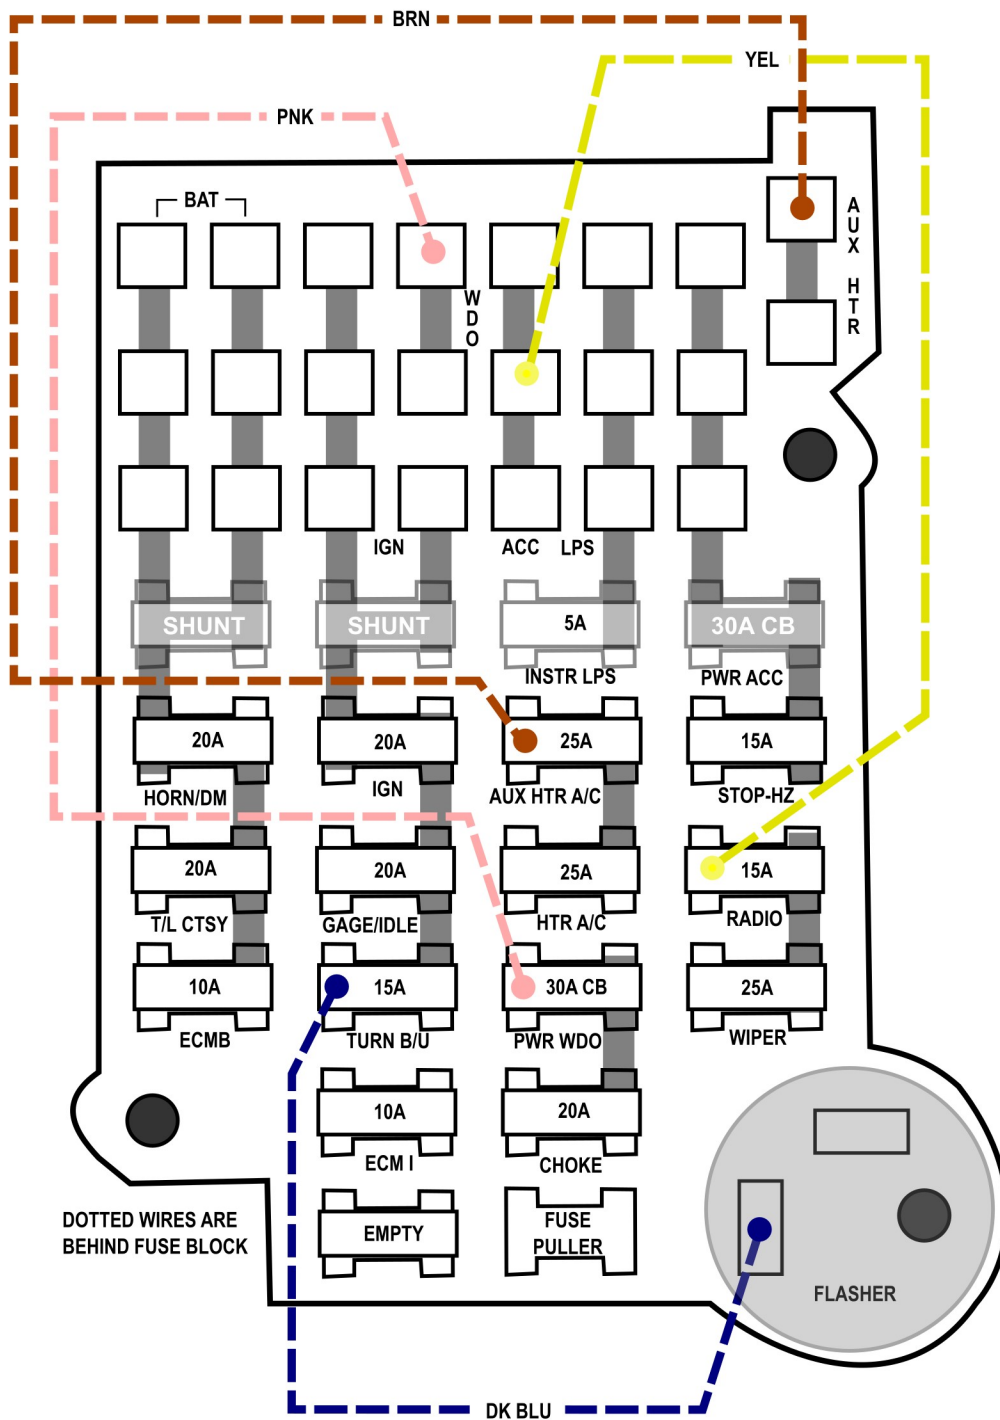 BRN
YEL
PNK
BAT
AUX HTR
WDO
IGN
ACC
LPS
SHUNT
SHUNT
5A
30A CB
INSTR LPS
PWR ACC
20A
20A
25A
15A
HORN/DM
IGN
AUX HTR A/C
STOP-HZ
20A
20A
25A
15A
T/L CTSY
GAGE/IDLE
HTR A/C
RADIO
10A
15A
30A CB
25A
ECMB
TURN B/U
PWR WDO
WIPER
10A
20A
ECM I
CHOKE
DOTTED WIRES ARE
BEHIND FUSE BLOCK
EMPTY
FUSE
PULLER
FLASHER
DK BLU